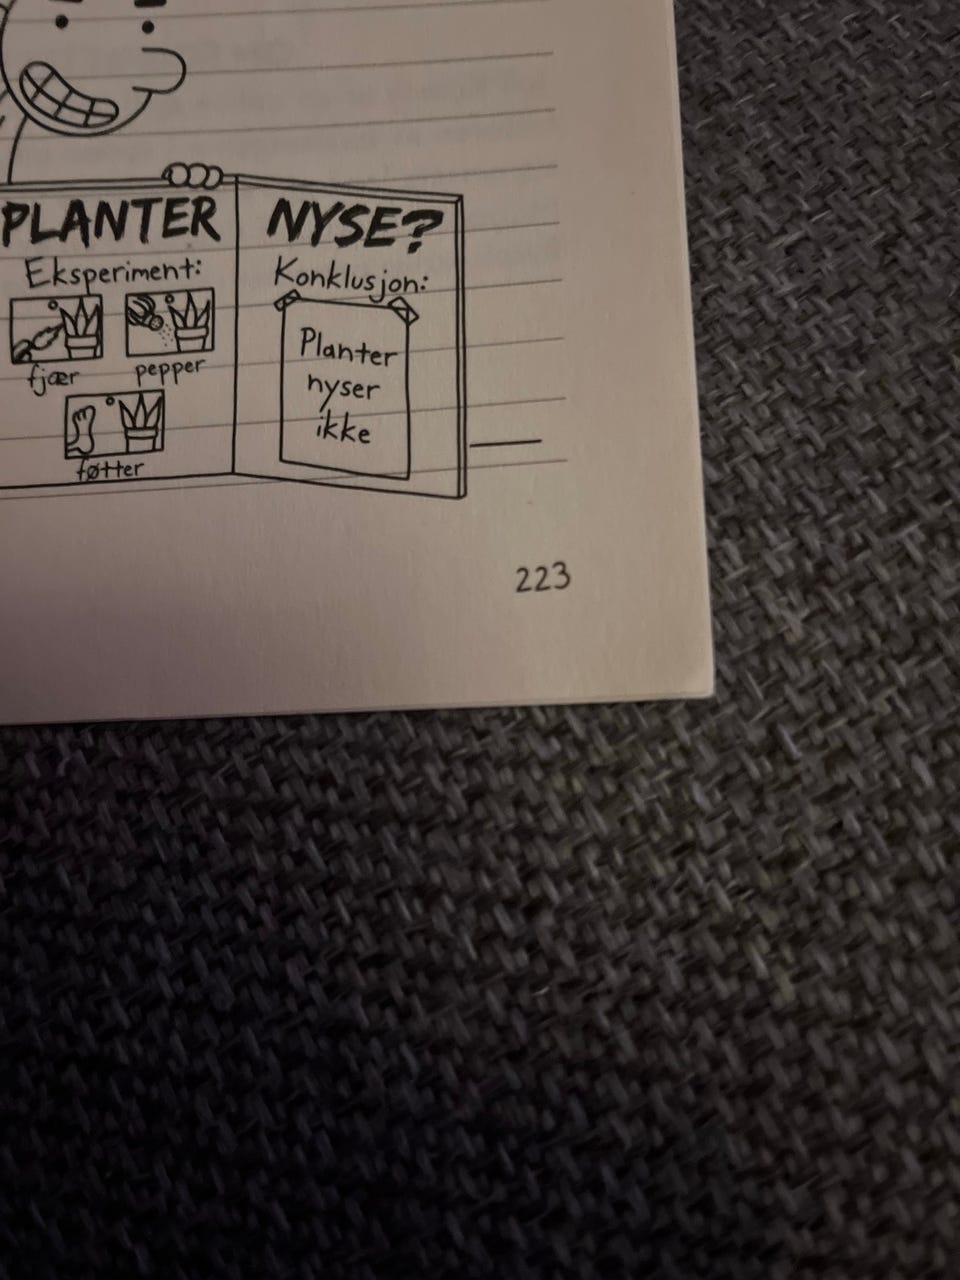 PLANTER NYSE?
Eksperiment:
fjær pepper
føtter
Konklusjon:
Planter
nyser
ikke
223